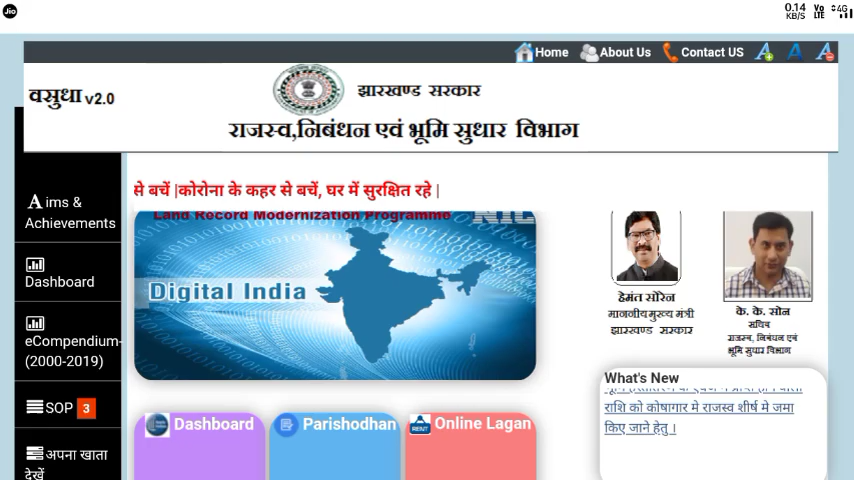 Jio
0.14
KB/S
Vo
LTE
4G
Home
About Us
Contact US
A
A
A
वसुधा v2.0
झारखण्ड सरकार
राजस्व,निबंधन एवं भूमि सुधार विभाग
से बचें |कोरोना के कहर से बचें, घर में सुरक्षित रहे |
Aims &
Achievements
Dashboard
eCompendium-
(2000-2019)
SOP 3
अपना खाता
देखें
Land Record Modernization Programme
Digital India
हेमंत सोरेन
माननीय मुख्य मंत्री
झारखण्ड सरकार
के. के. सोन
सचिव
राजस्व, निबंधन एवं
भूमि सुधार विभाग
What's New
राशि को कोषागार मे राजस्व शीर्ष मे जमा
किए जाने हेतु ।
Dashboard
Parishodhan
RENT
Online Lagan